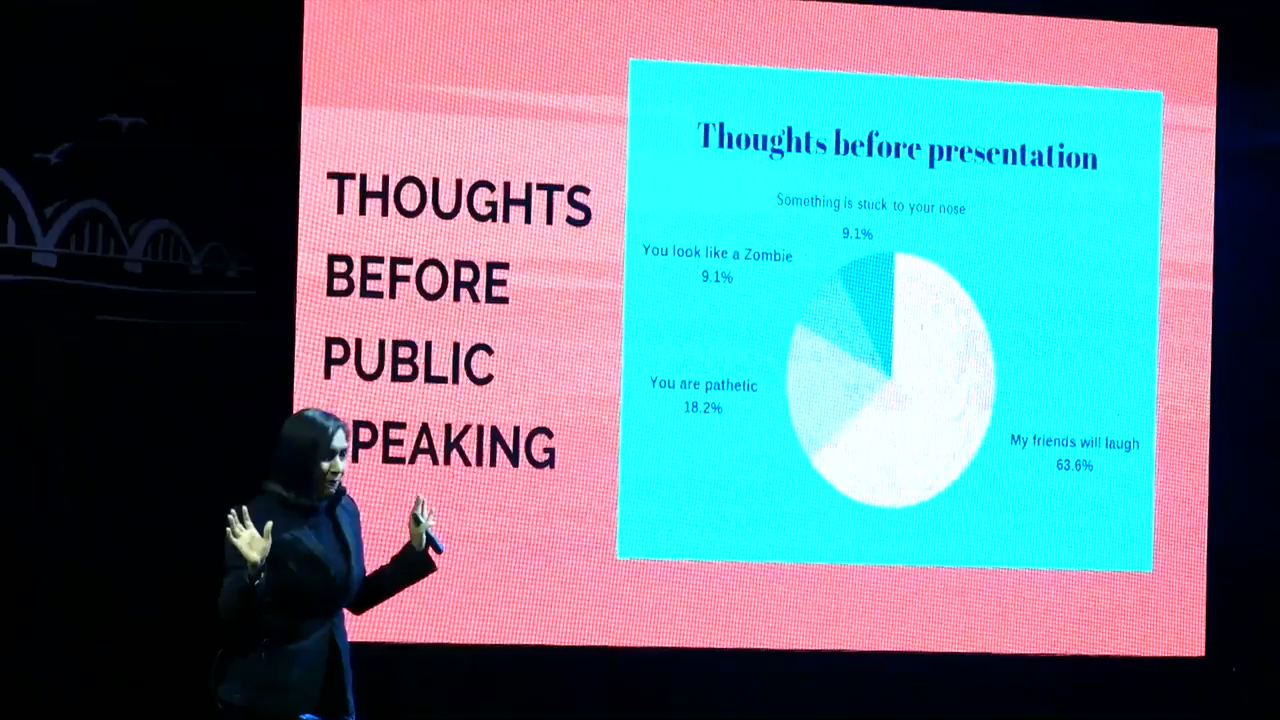 THOUGHTS
BEFORE
PUBLIC
PEAKING
Thoughts before presentation
Something is stuck to your nose
9.1%
You look like a Zombie
9.1%
You are pathetic
18.2%
My friends will laugh
63.6%